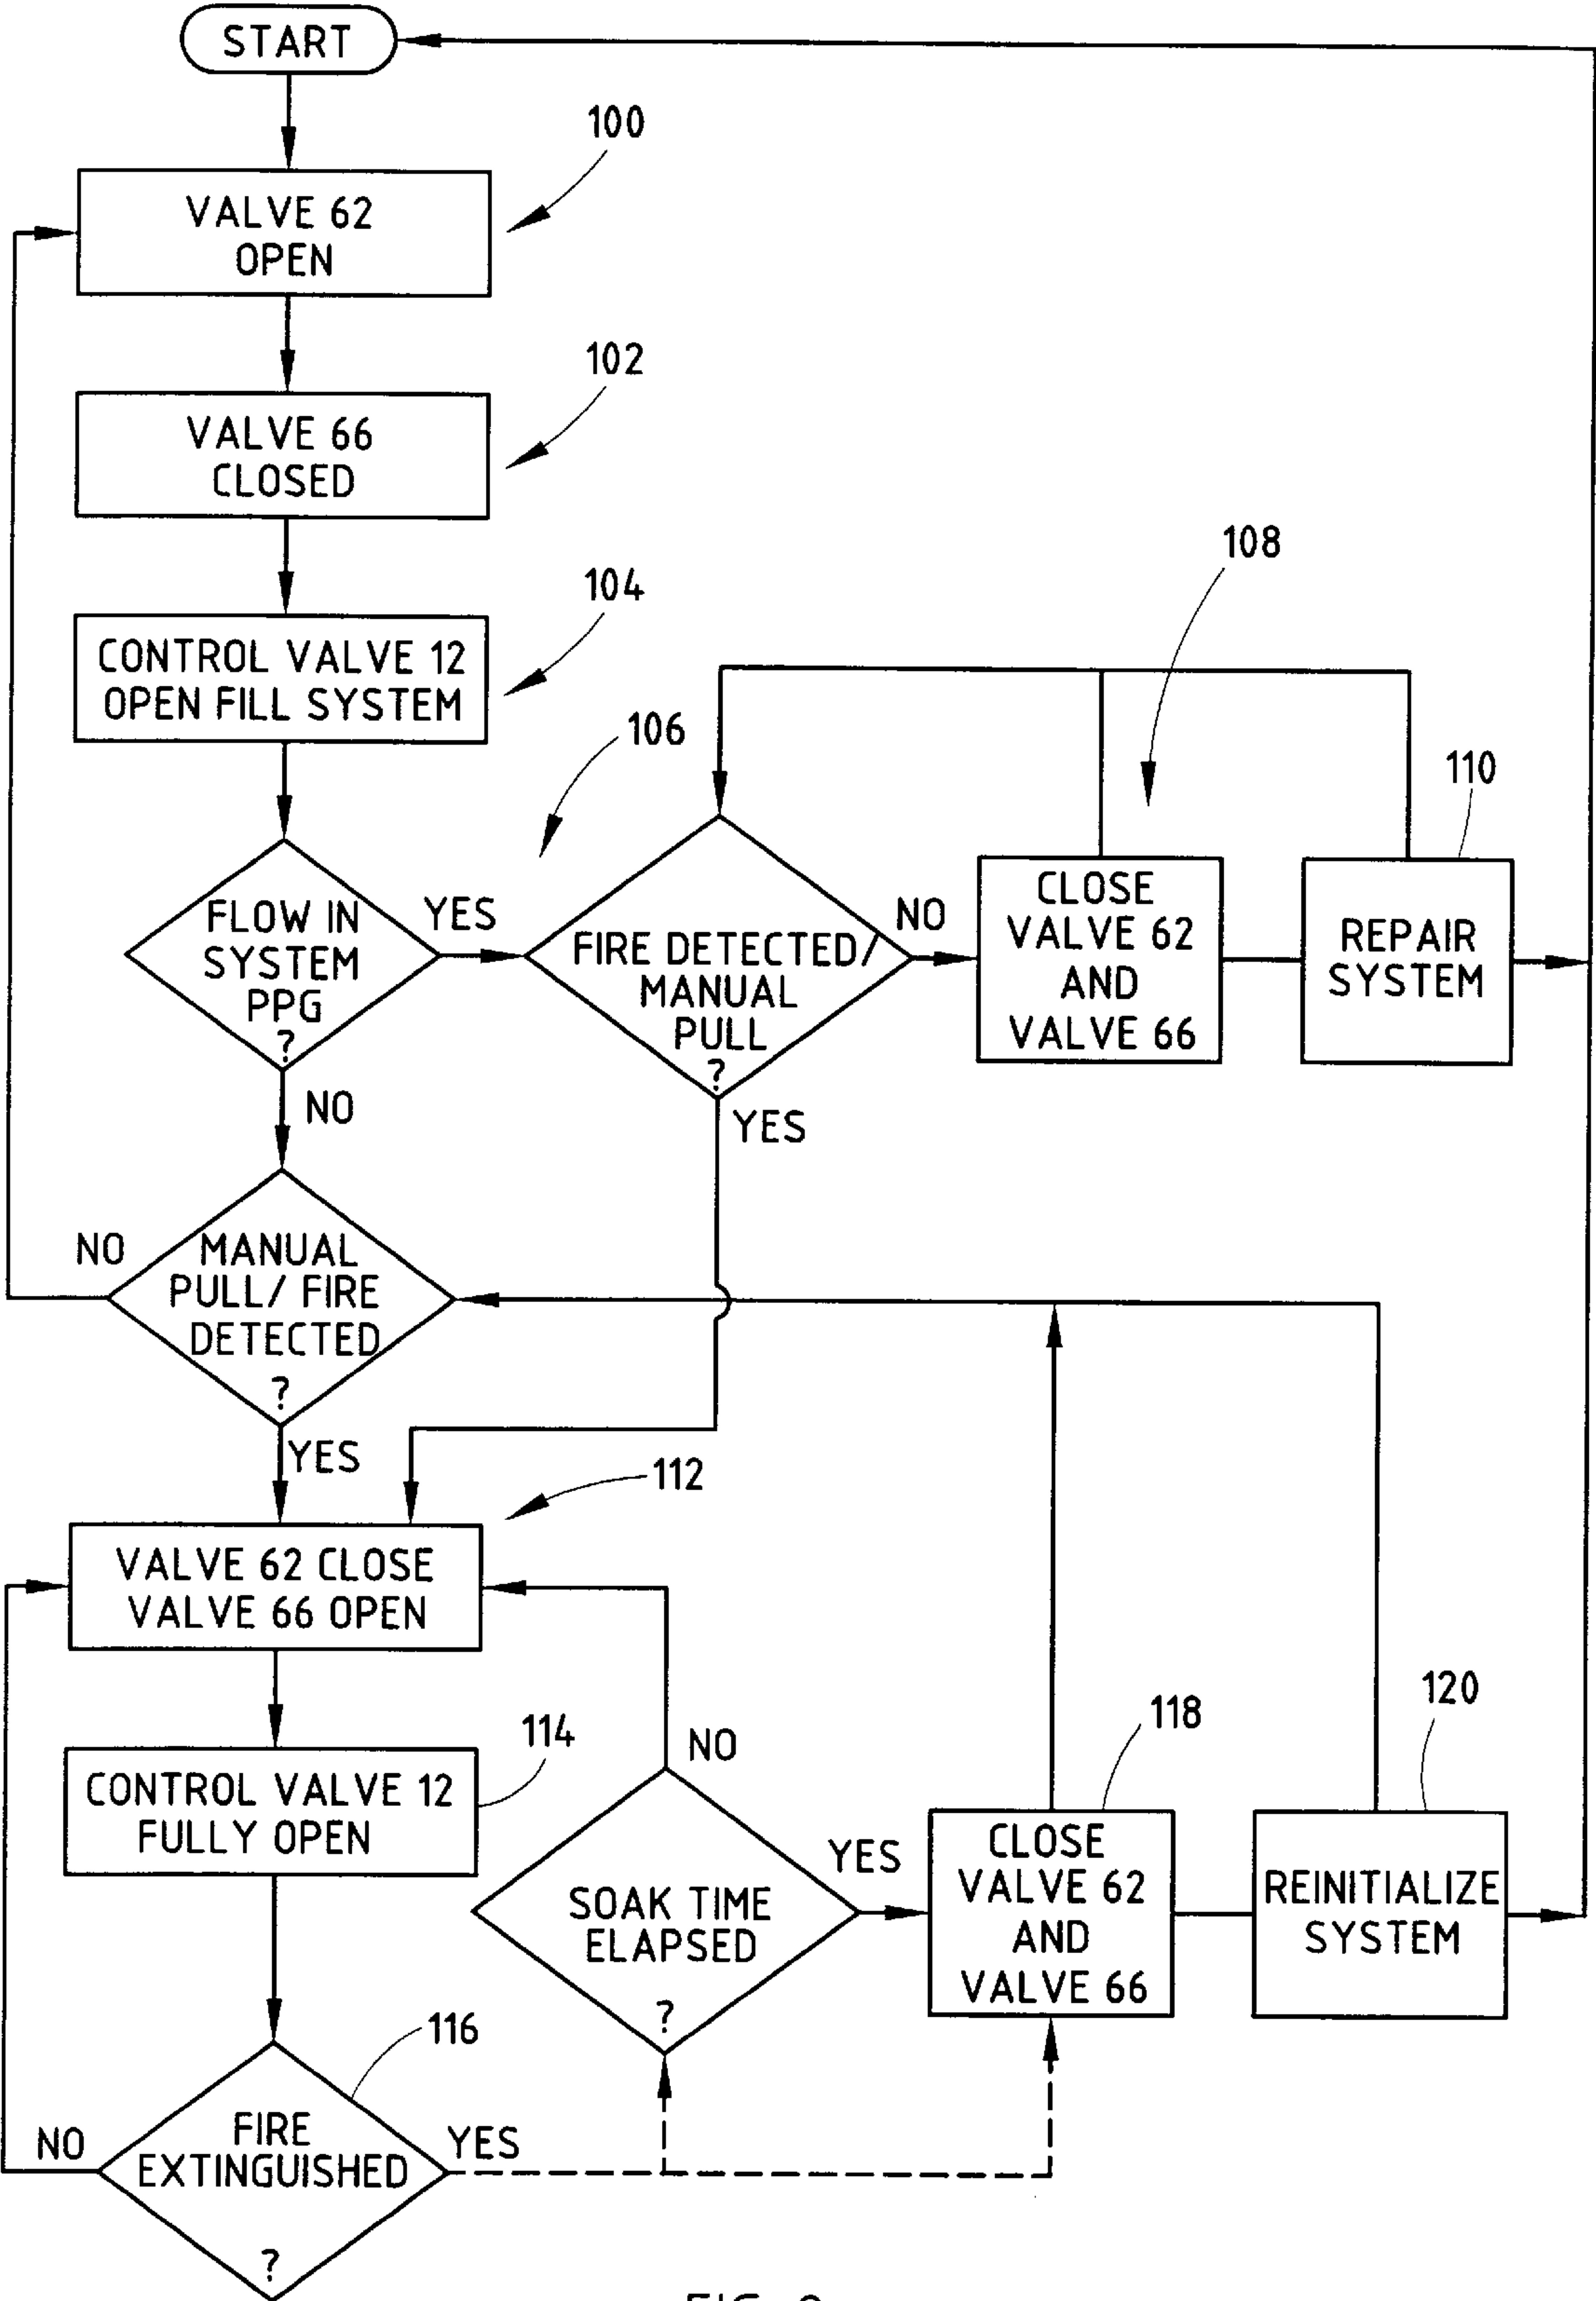 START
100
VALVE 62
OPEN
102
VALVE 66
CLOSED
104
CONTROL VALVE 12
OPEN FILL SYSTEM
106
108
110
FLOW IN
SYSTEM
PPG
?
YES
NO
FIRE DETECTED/
MANUAL
PULL
?
NO
YES
CLOSE
VALVE 62
AND
VALVE 66
REPAIR
SYSTEM
MANUAL
PULL/ FIRE
DETECTED
?
NO
YES
112
VALVE 62 CLOSE
VALVE 66 OPEN
114
CONTROL VALVE 12
FULLY OPEN
NO
SOAK TIME
ELAPSED
?
YES
118
CLOSE
VALVE 62
AND
VALVE 66
120
REINITIALIZE
SYSTEM
116
FIRE
EXTINGUISHED
?
NO
YES